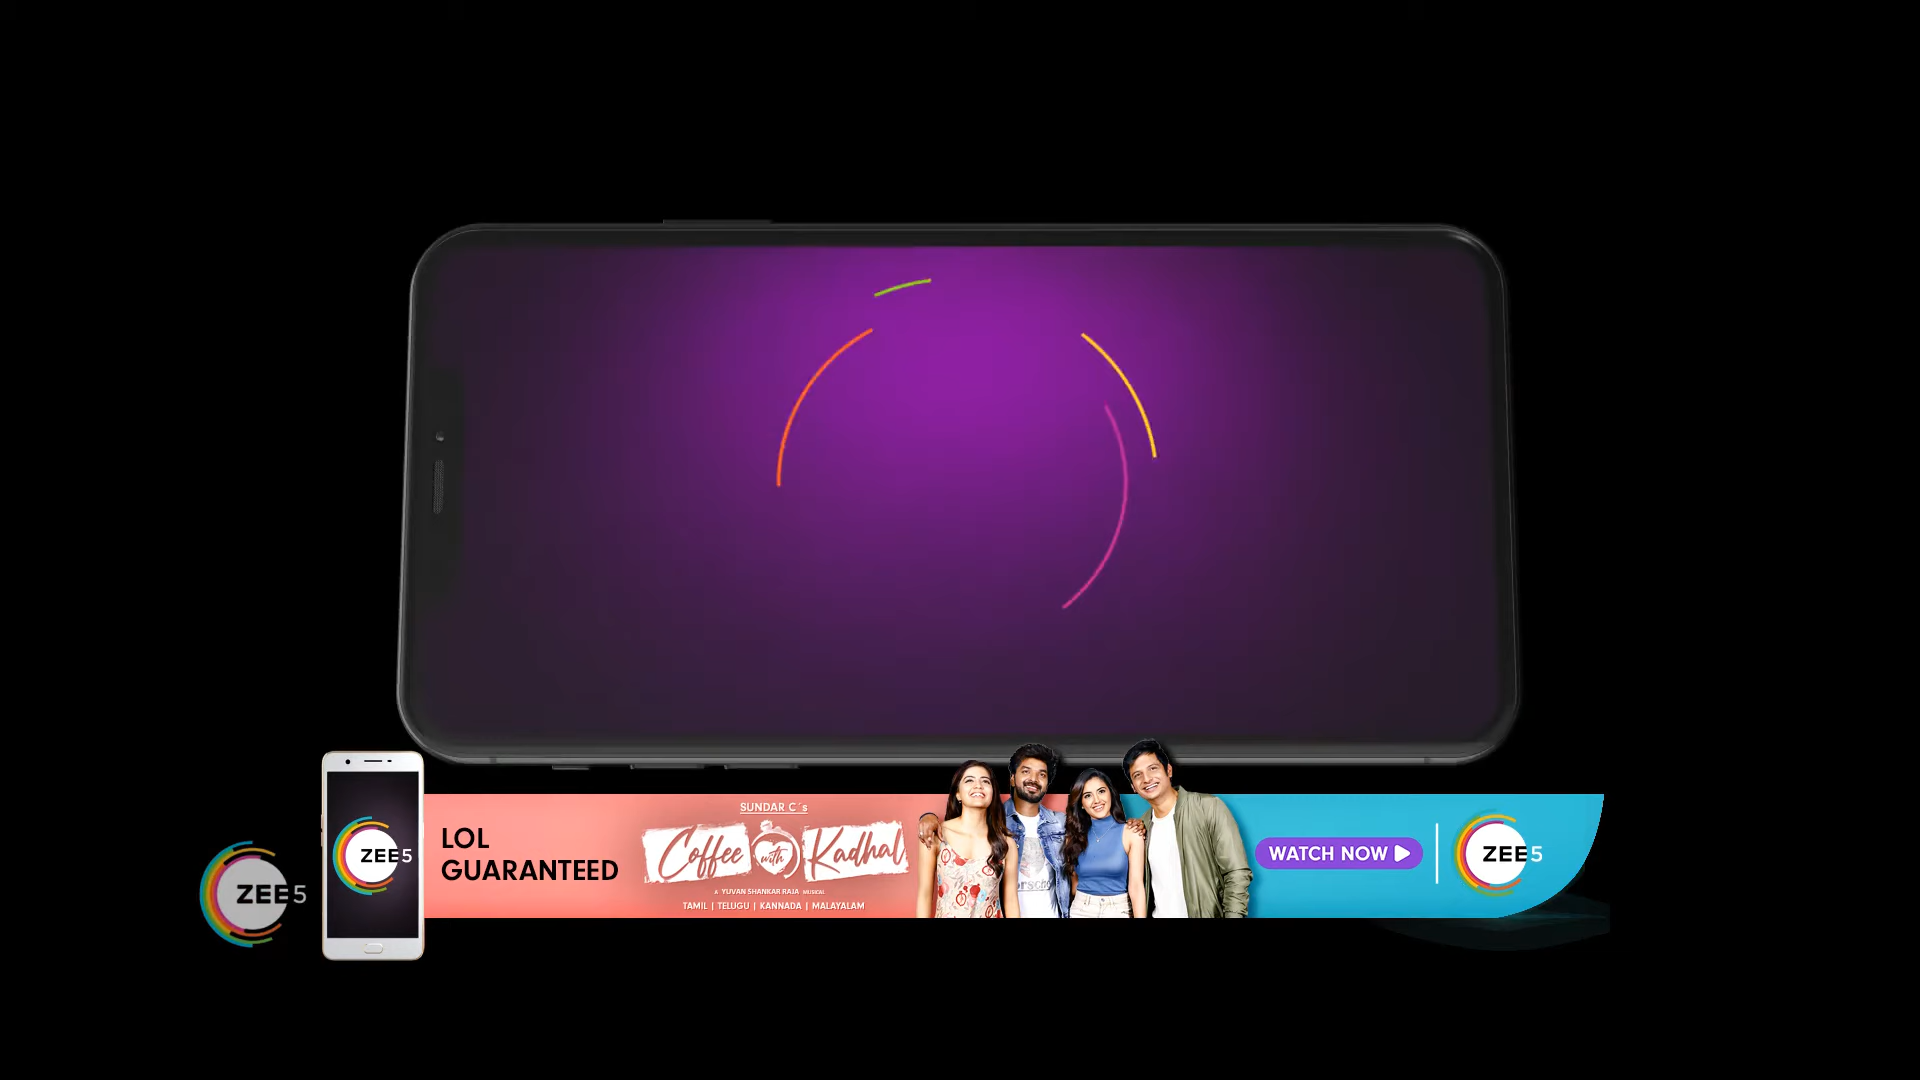 SUNDAR C's
LOL
GUARANTEED
Coffee with Kadhal
A YUVAN SHANKAR RAJA MUSICAL
TAMIL | TELUGU | KANNADA | MALAYALAM
WATCH NOW
ZEE5
ZEE5
ZEE5